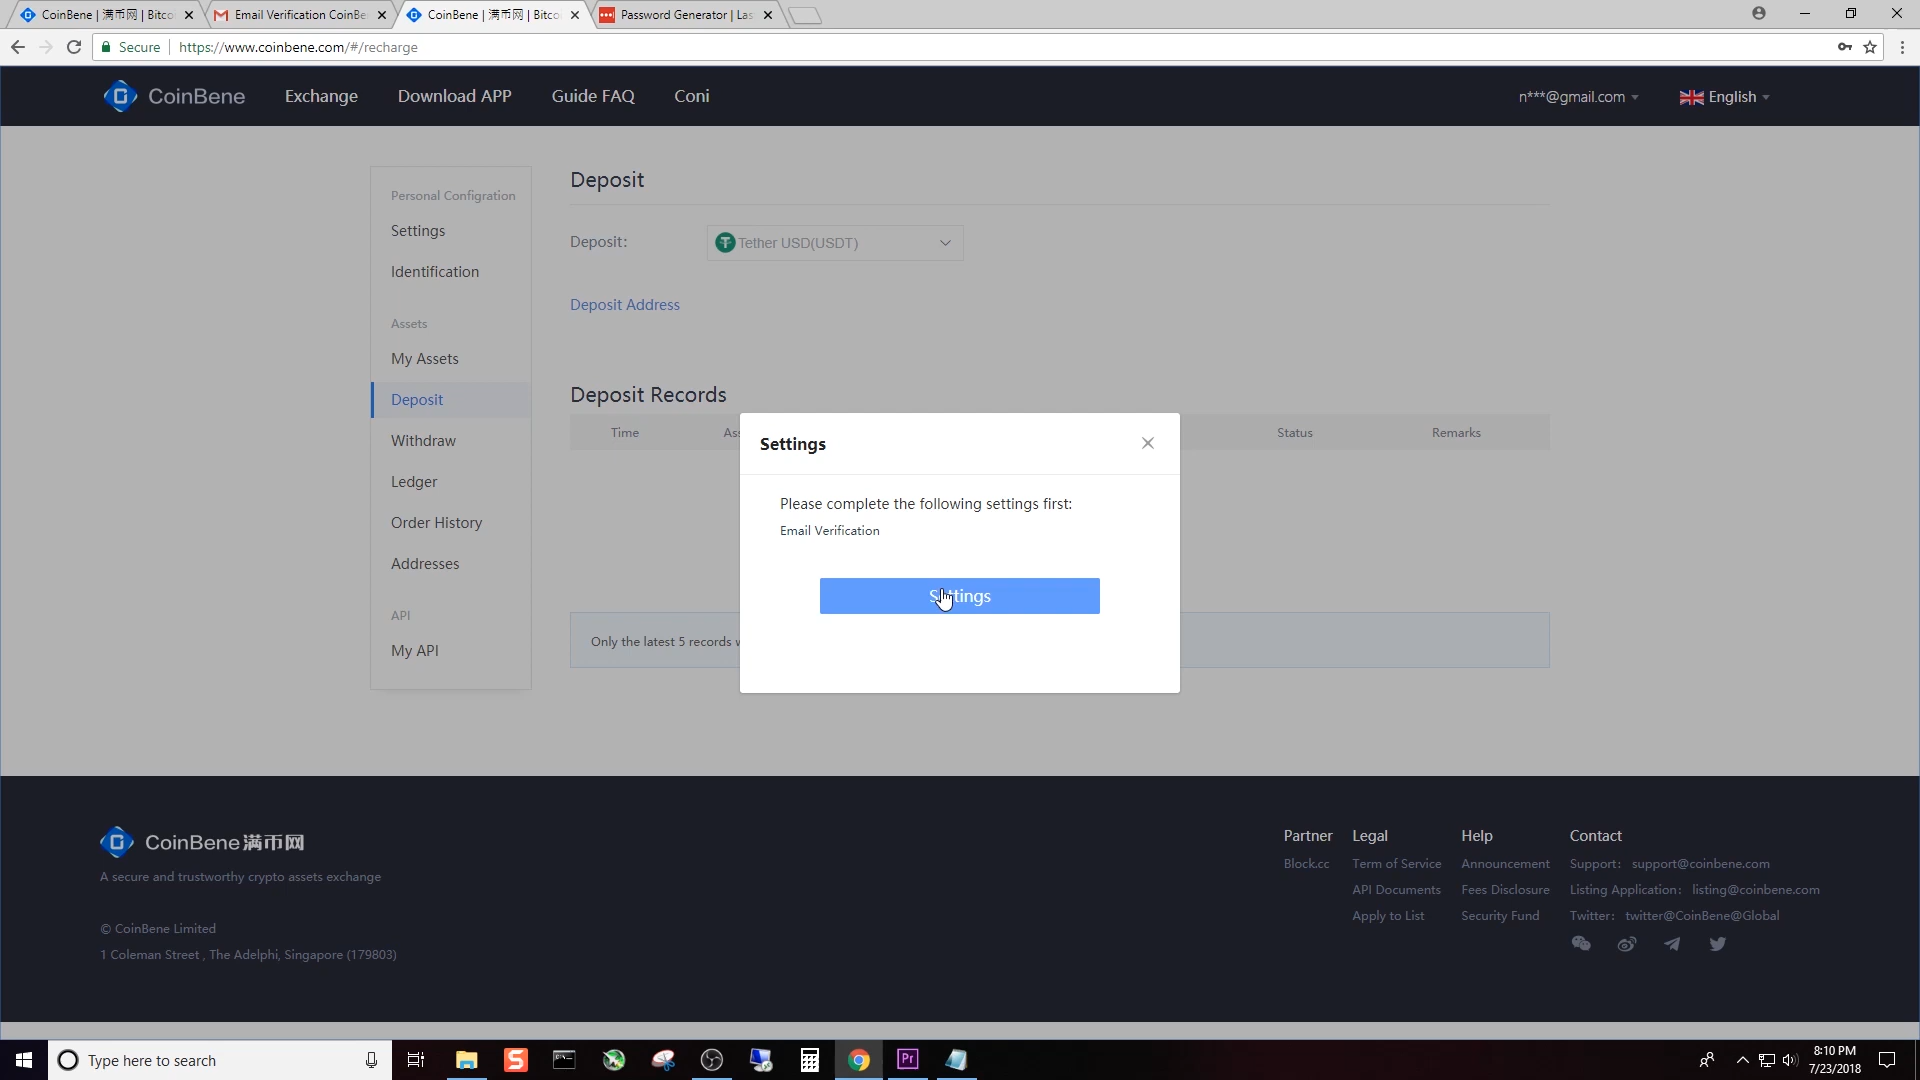 CoinBene | 满币网 | Bitco
Email Verification CoinBe
CoinBene | 满币网 | Bitco
Password Generator | Las
Secure
https://www.coinbene.com/#/recharge
CoinBene
Exchange
Download APP
Guide FAQ
Coni
n***@gmail.com
English
Personal Configration
Settings
Identification
Assets
My Assets
Deposit
Withdraw
Ledger
Order History
Addresses
API
My API
Deposit
Deposit:
Tether USD(USDT)
Deposit Address
Deposit Records
Time
Status
Remarks
Only the latest 5 records
Settings
Please complete the following settings first:
Email Verification
Settings
CoinBene满币网
A secure and trustworthy crypto assets exchange
© CoinBene Limited
1 Coleman Street , The Adelphi, Singapore (179803)
Partner
Block.cc
Legal
Term of Service
API Documents
Apply to List
Help
Announcement
Fees Disclosure
Security Fund
Contact
Support: support@coinbene.com
Listing Application: listing@coinbene.com
Twitter: twitter@CoinBene@Global
Type here to search
Pr
8:10 PM
7/23/2018